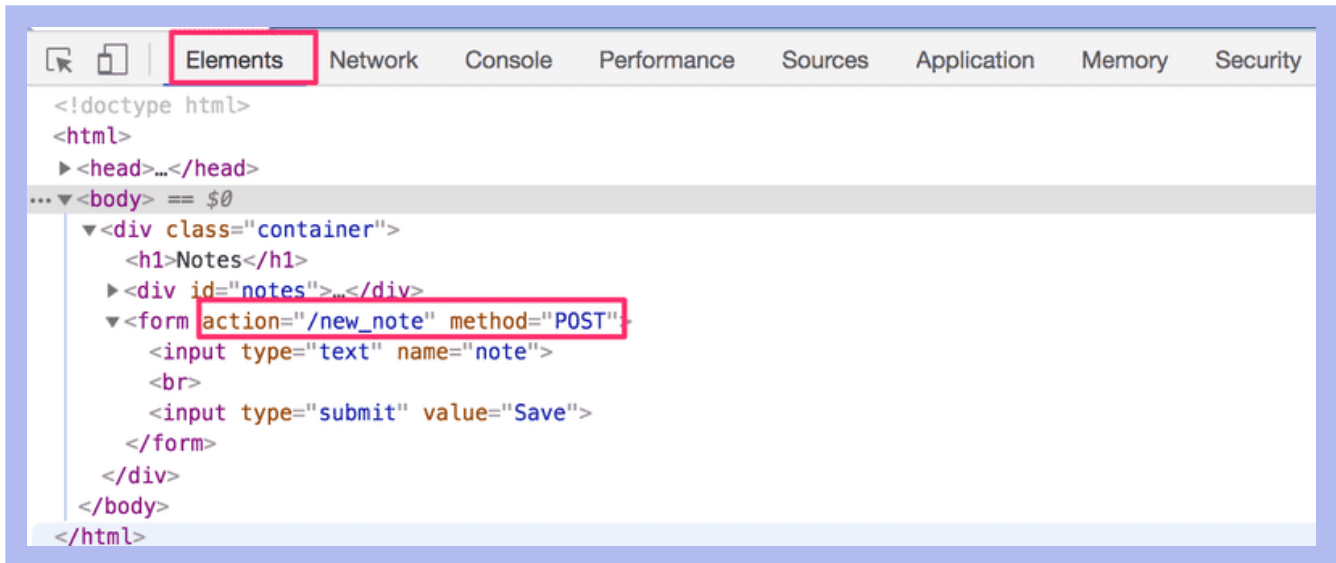 Elements Network Console Performance Sources Application Memory Security
<!doctype html>
<html>
▶<head>…</head>
… ▼<body> == $0
▼<div class="container">
<h1>Notes</h1>
▶<div id="notes">…</div>
▼<form action="/new_note" method="POST">
<input type="text" name="note">
<br>
<input type="submit" value="Save">
</form>
</div>
</body>
</html>